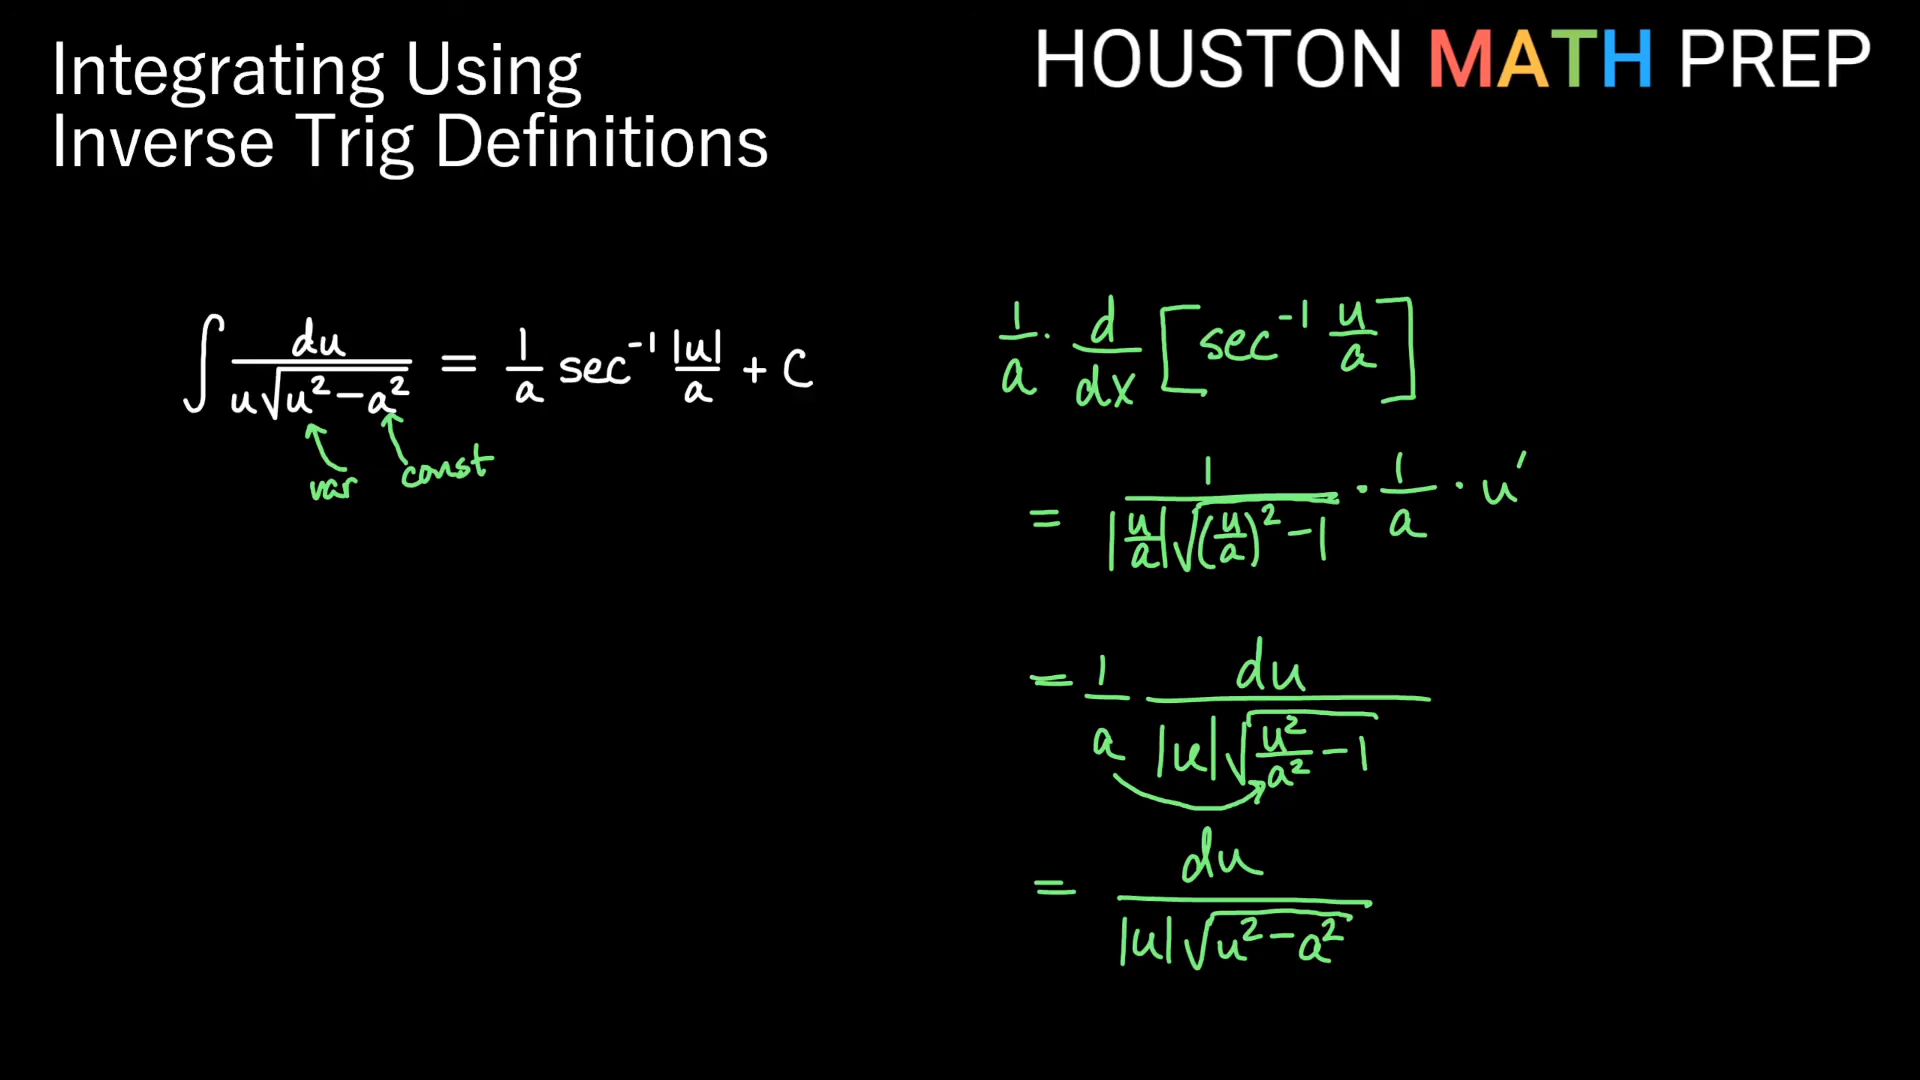 Integrating Using
Inverse Trig Definitions
HOUSTON MATH PREP
∫ du / (u√(u² − a²)) = 1/a sec⁻¹ |u|/a + C
var const
1/a · d/dx [sec⁻¹ u/a]
= 1 / (|u/a|√((u/a)² − 1)) · 1/a · u′
= 1/a du / (|u|√(u²/a² − 1))
= du / (|u|√(u² − a²))